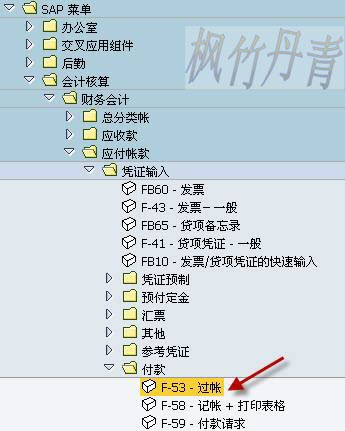 SAP 菜单
枫竹丹青
办公室
交叉应用组件
后勤
会计核算
财务会计
总分类帐
应收款
应付帐款
凭证输入
FB60 - 发票
F-43 - 发票－一般
FB65 - 贷项备忘录
F-41 - 贷项凭证 - 一般
FB10 - 发票/贷项凭证的快速输入
凭证预制
预付定金
汇票
其他
参考凭证
付款
F-53 - 过帐
F-58 - 记帐 + 打印表格
F-59 - 付款请求